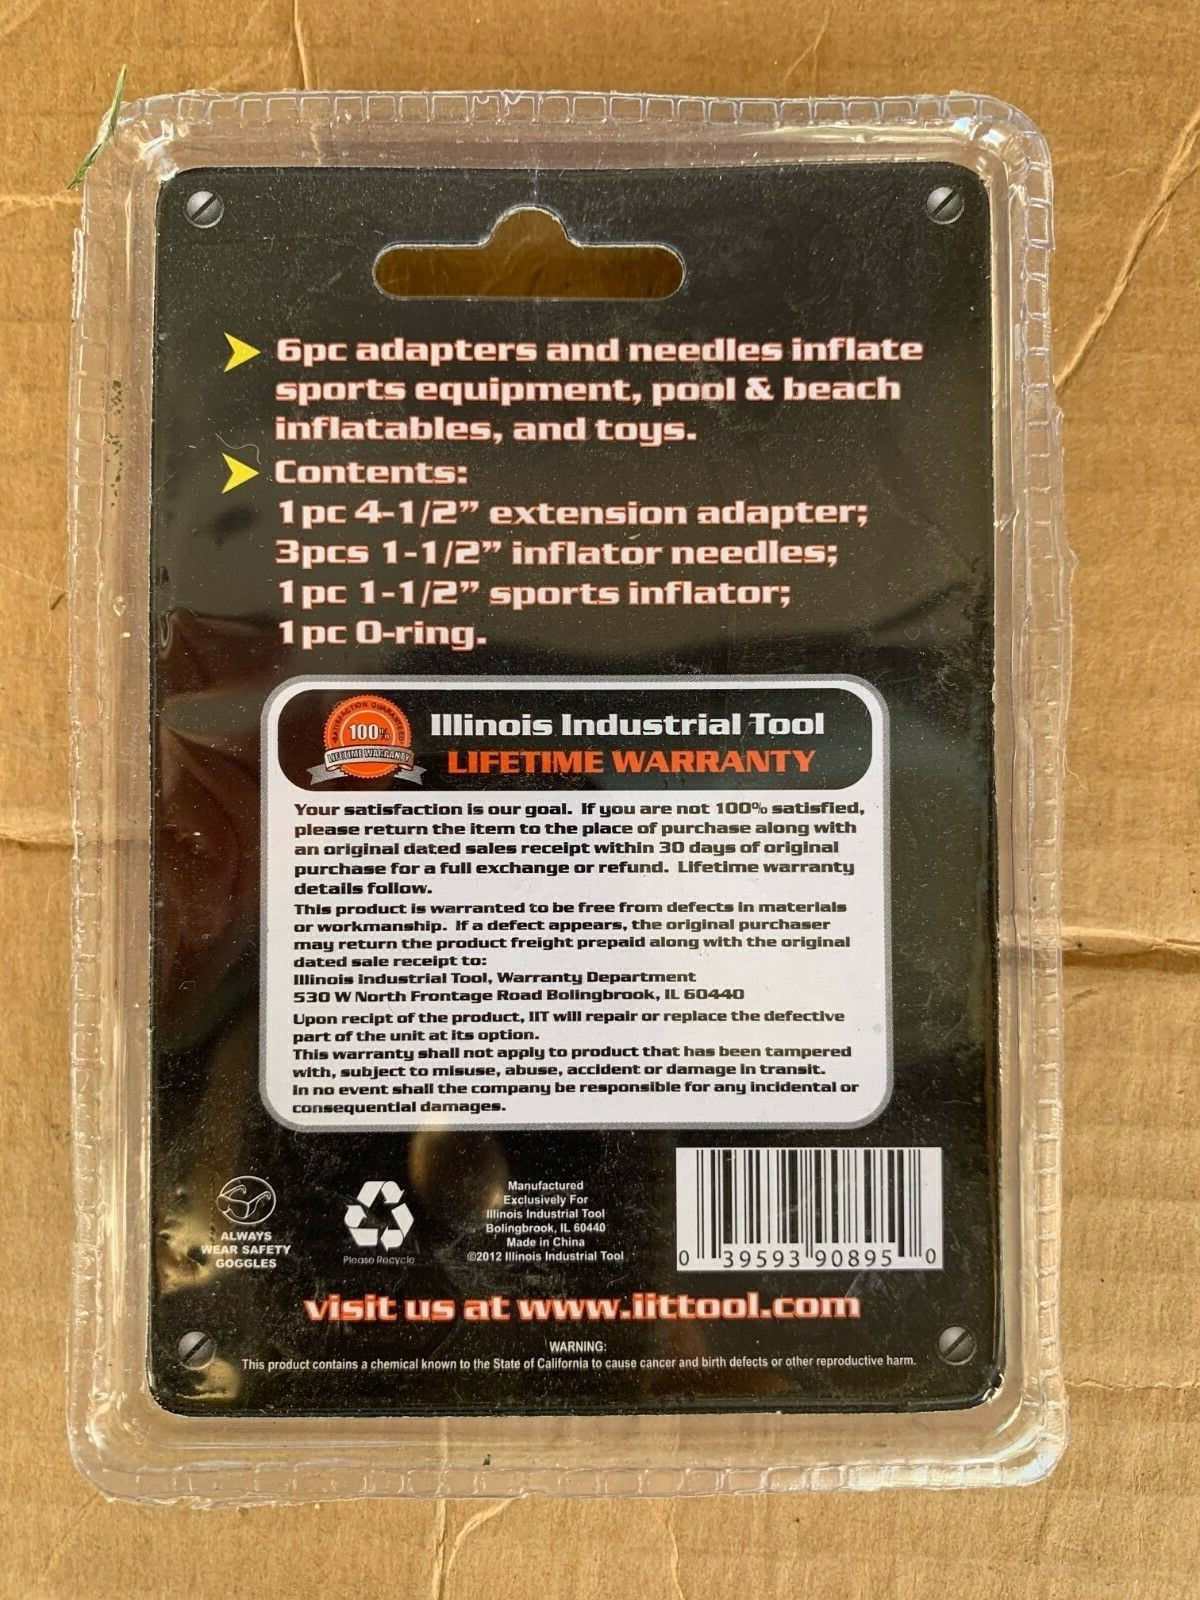 6pc adapters and needles inflate
sports equipment, pool & beach
inflatables, and toys.
Contents:
1pc 4-1/2” extension adapter;
3pcs 1-1/2” inflator needles;
1pc 1-1/2” sports inflator;
1pc O-ring.
SATISFACTION GUARANTEED
100%
LIFETIME WARRANTY
Illinois Industrial Tool
LIFETIME WARRANTY
Your satisfaction is our goal. If you are not 100% satisfied,
please return the item to the place of purchase along with
an original dated sales receipt within 30 days of original
purchase for a full exchange or refund. Lifetime warranty
details follow.
This product is warranted to be free from defects in materials
or workmanship. If a defect appears, the original purchaser
may return the product freight prepaid along with the original
dated sale receipt to:
Illinois Industrial Tool, Warranty Department
530 W North Frontage Road Bolingbrook, IL 60440
Upon recipt of the product, IIT will repair or replace the defective
part of the unit at its option.
This warranty shall not apply to product that has been tampered
with, subject to misuse, abuse, accident or damage in transit.
In no event shall the company be responsible for any incidental or
consequential damages.
ALWAYS
WEAR SAFETY
GOGGLES
Please Recycle
Manufactured
Exclusively For
Illinois Industrial Tool
Bolingbrook, IL 60440
Made in China
©2012 Illinois Industrial Tool
0 39593 90895 0
visit us at www.iittool.com
WARNING:
This product contains a chemical known to the State of California to cause cancer and birth defects or other reproductive harm.